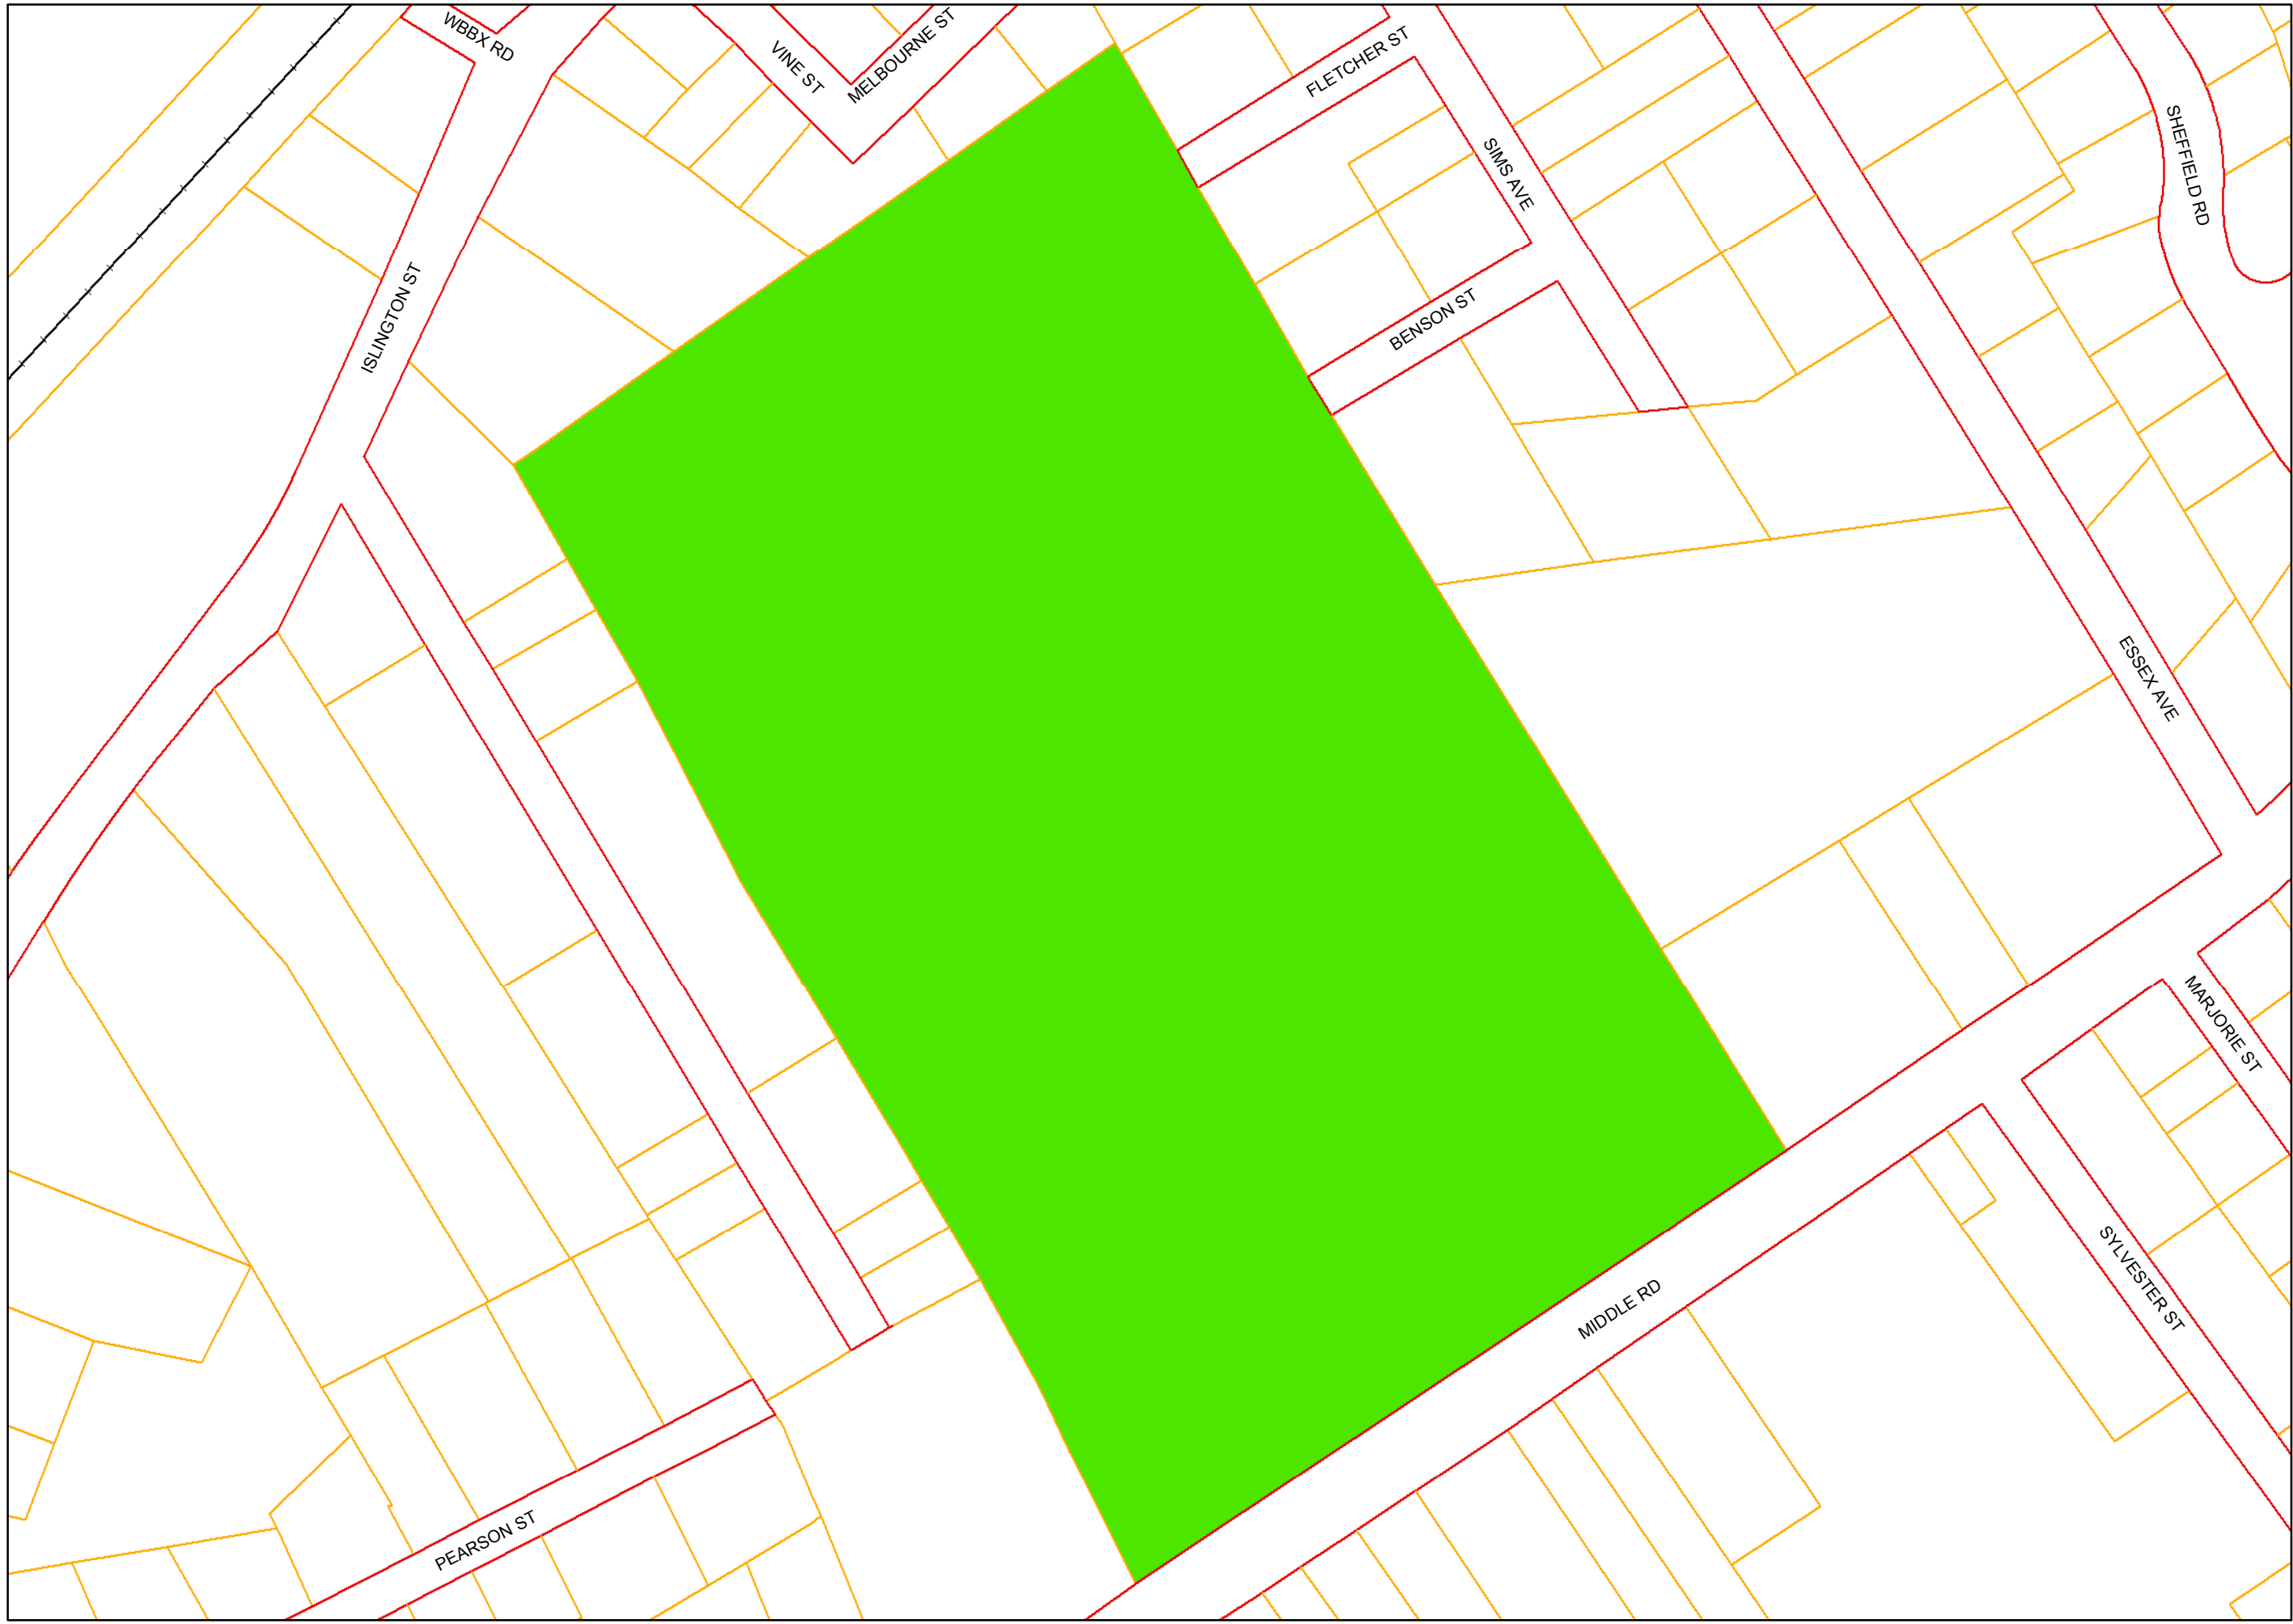 WBBX RD
VINE ST
MELBOURNE ST
FLETCHER ST
SIMS AVE
SHEFFIELD RD
ISLINGTON ST
BENSON ST
ESSEX AVE
MARJORIE ST
SYLVESTER ST
MIDDLE RD
PEARSON ST